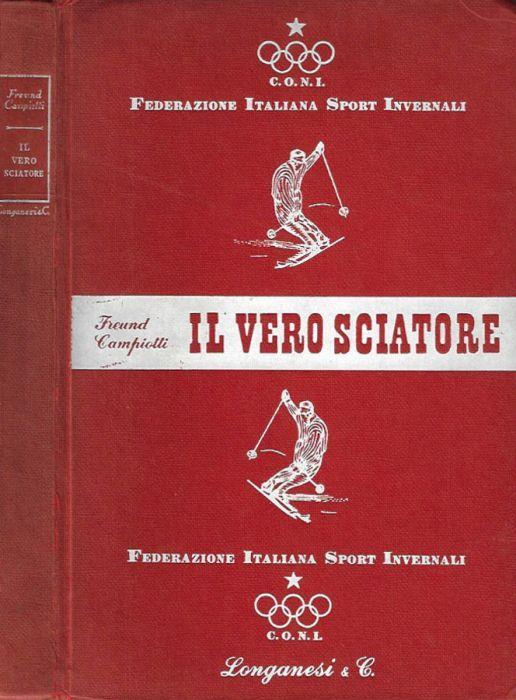 Freund
Campiotti
IL
VERO
SCIATORE
Longanesi & C.
C.O.N.I.
Federazione Italiana Sport Invernali
Freund
Campiotti
IL VERO SCIATORE
Federazione Italiana Sport Invernali
C.O.N.I.
Longanesi & C.